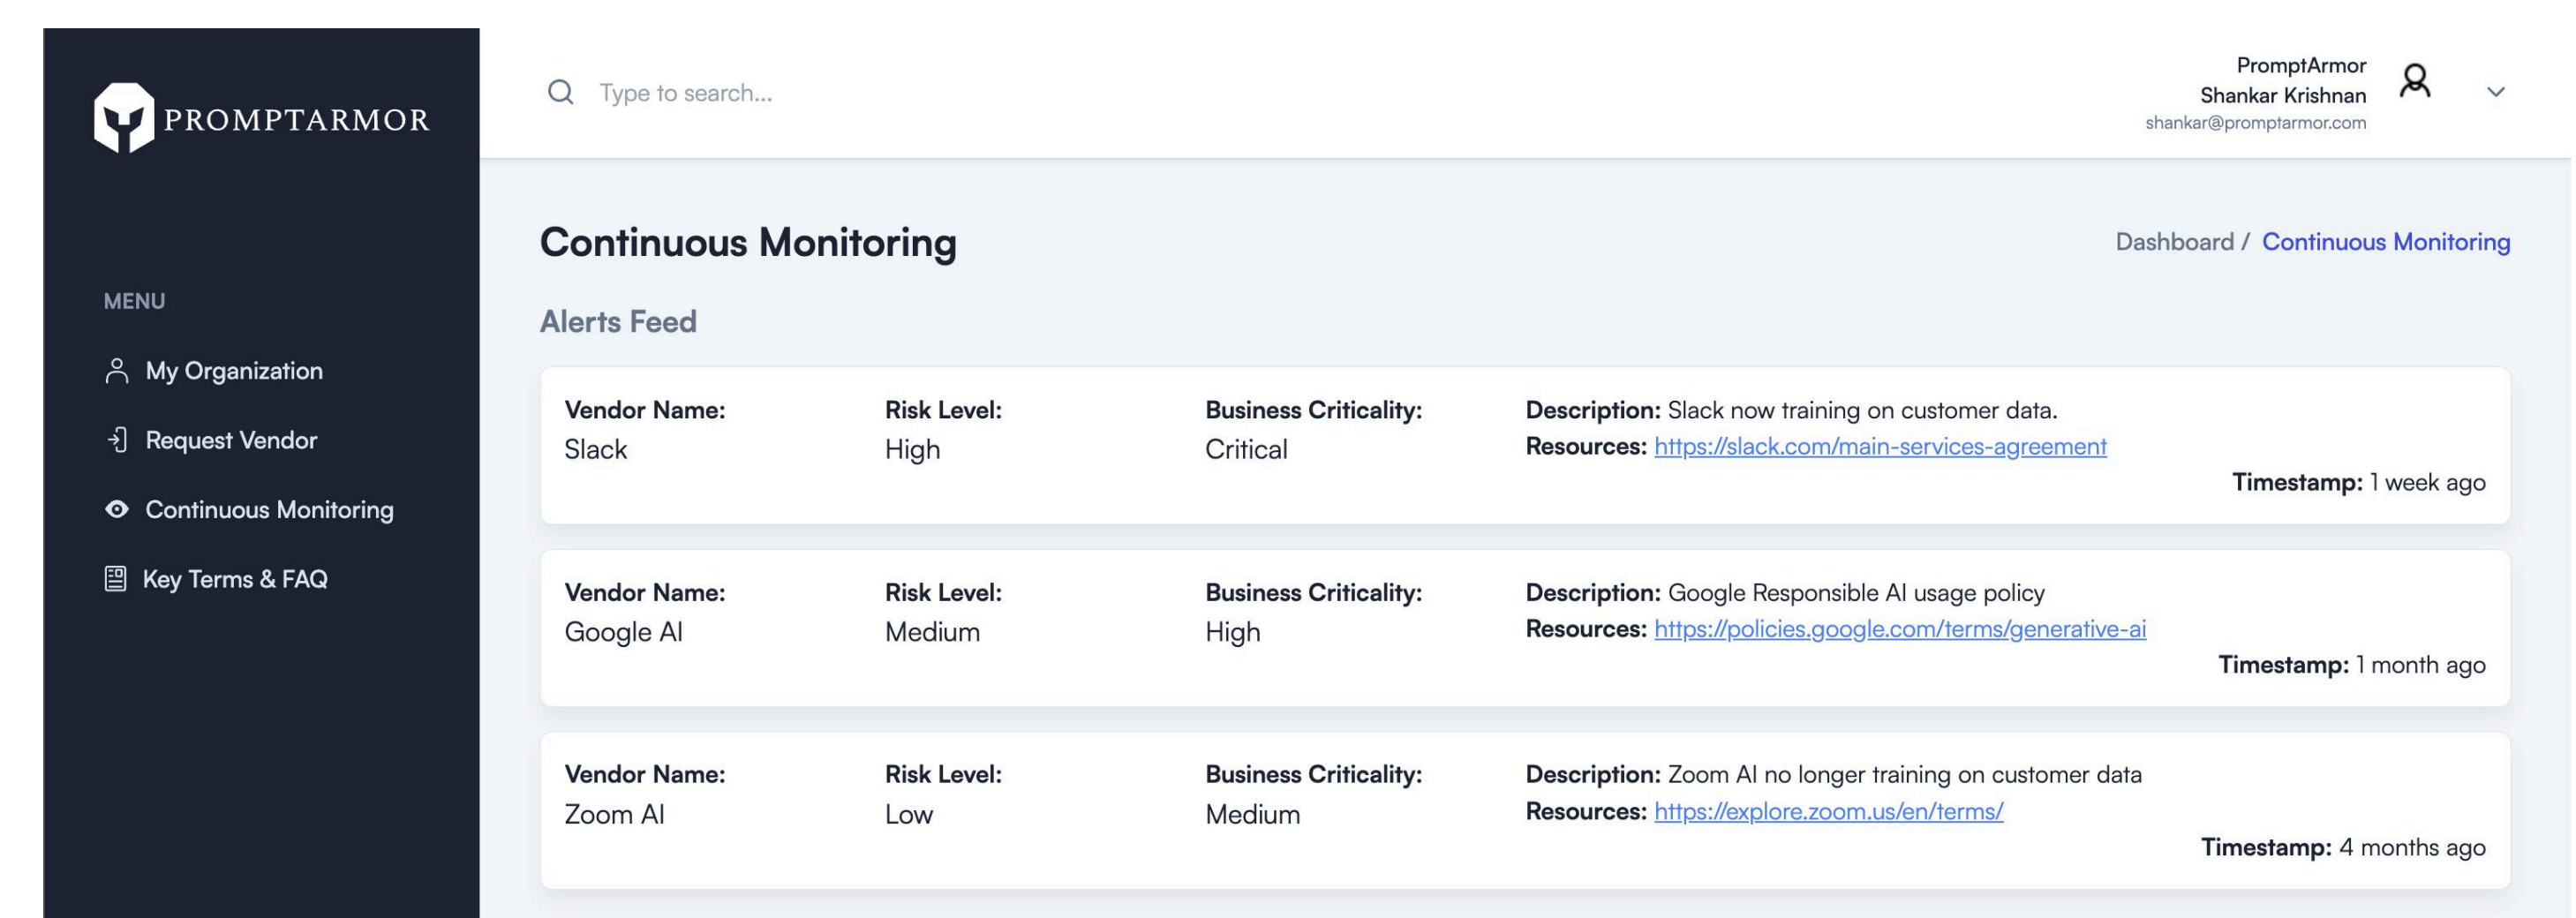 PROMPTARMOR
MENU
My Organization
Request Vendor
Continuous Monitoring
Key Terms & FAQ
Type to search...
PromptArmor
Shankar Krishnan
shankar@promptarmor.com
Continuous Monitoring
Dashboard / Continuous Monitoring
Alerts Feed
Vendor Name:
Slack
Risk Level:
High
Business Criticality:
Critical
Description: Slack now training on customer data.
Resources: https://slack.com/main-services-agreement
Timestamp: 1 week ago
Vendor Name:
Google AI
Risk Level:
Medium
Business Criticality:
High
Description: Google Responsible AI usage policy
Resources: https://policies.google.com/terms/generative-ai
Timestamp: 1 month ago
Vendor Name:
Zoom AI
Risk Level:
Low
Business Criticality:
Medium
Description: Zoom AI no longer training on customer data
Resources: https://explore.zoom.us/en/terms/
Timestamp: 4 months ago